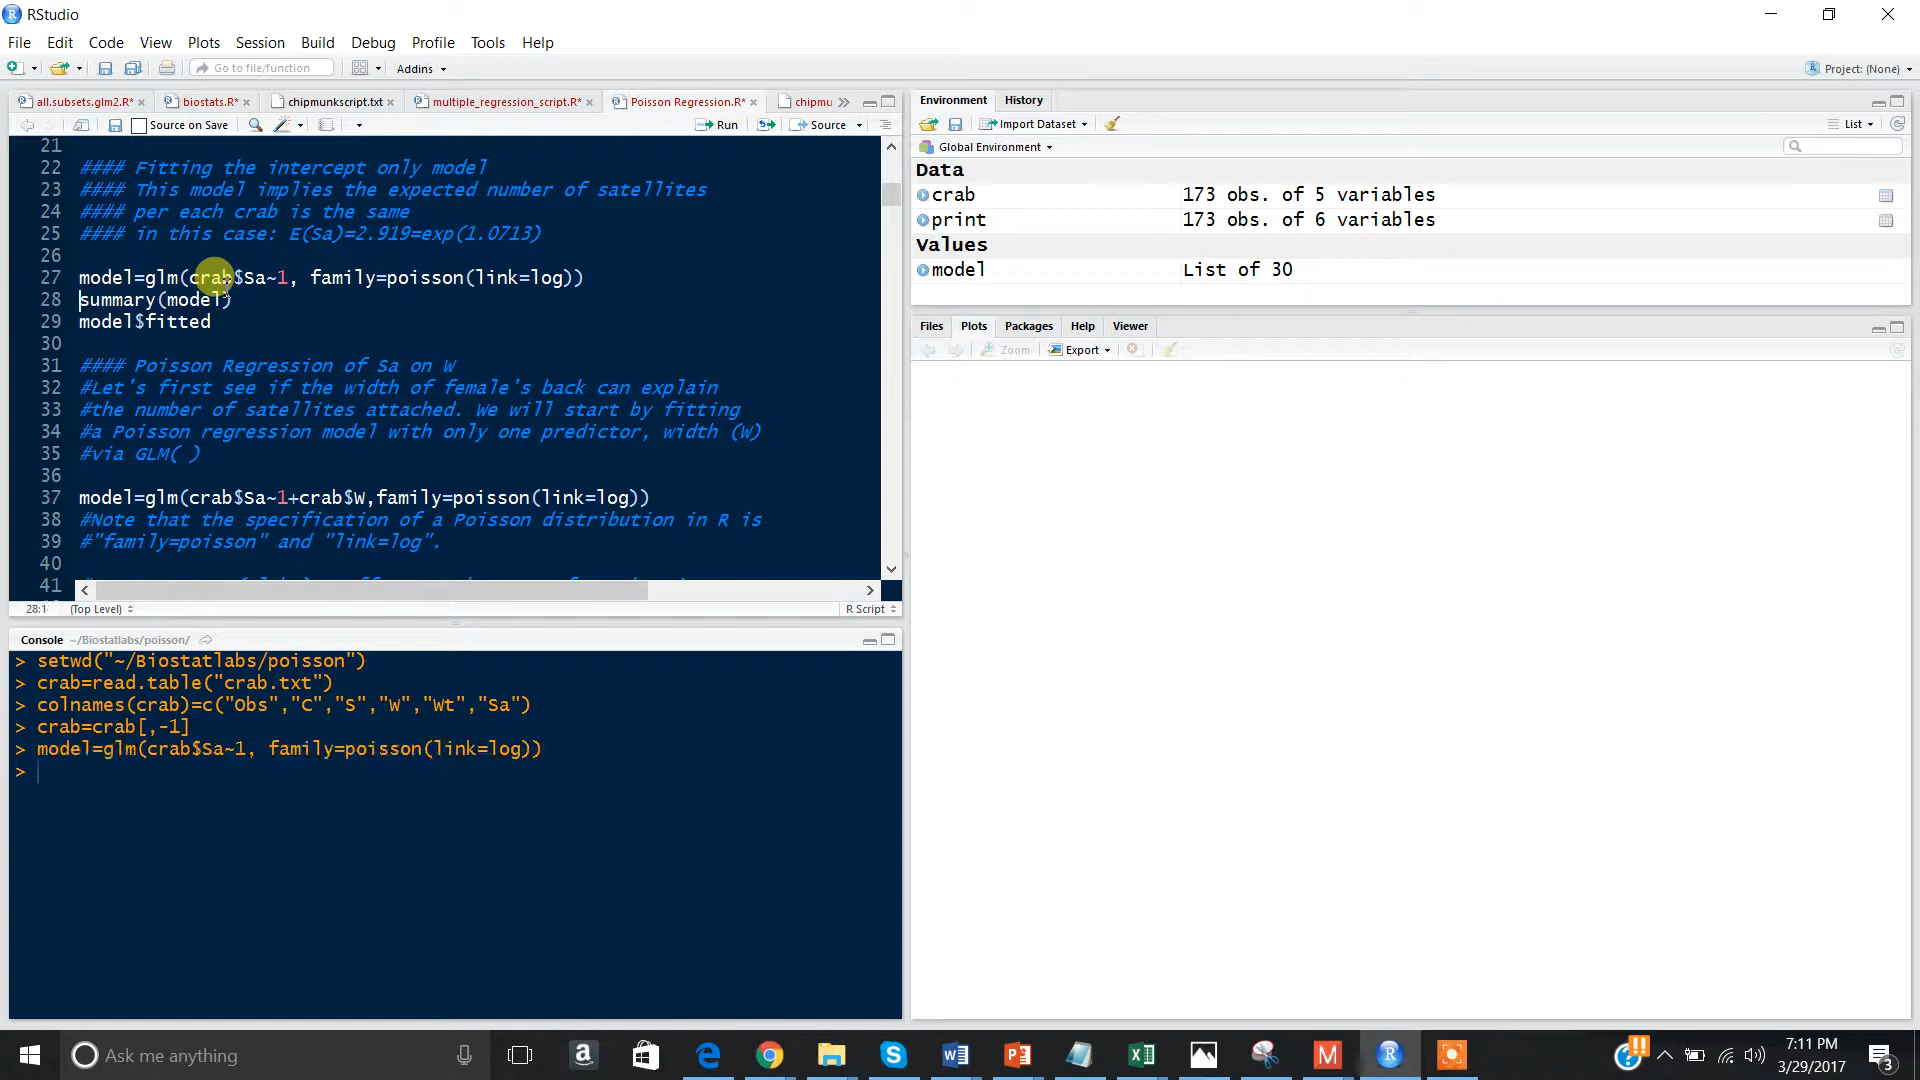 RStudio
File Edit Code View Plots Session Build Debug Profile Tools Help
Go to file/function Addins Project: (None)
all.subsets.glm2.R* biostats.R* chipmunkscript.txt multiple_regression_script.R* Poisson Regression.R* chipmu
Source on Save Run Source
21
22 #### Fitting the intercept only model
23 #### This model implies the expected number of satellites
24 #### per each crab is the same
25 #### in this case: E(Sa)=2.919=exp(1.0713)
26
27 model=glm(crab$Sa~1, family=poisson(link=log))
28 summary(model)
29 model$fitted
30
31 #### Poisson Regression of Sa on W
32 #Let's first see if the width of female's back can explain
33 #the number of satellites attached. We will start by fitting
34 #a Poisson regression model with only one predictor, width (W)
35 #via GLM( )
36
37 model=glm(crab$Sa~1+crab$W,family=poisson(link=log))
38 #Note that the specification of a Poisson distribution in R is
39 #"family=poisson" and "link=log".
40
41
28:1 (Top Level) R Script
Console ~/Biostatlabs/poisson/
> setwd("~/Biostatlabs/poisson")
> crab=read.table("crab.txt")
> colnames(crab)=c("Obs","C","S","W","Wt","Sa")
> crab=crab[,-1]
> model=glm(crab$Sa~1, family=poisson(link=log))
>
Environment History
Import Dataset List
Global Environment
Data
crab 173 obs. of 5 variables
print 173 obs. of 6 variables
Values
model List of 30
Files Plots Packages Help Viewer
Zoom Export
Ask me anything
7:11 PM
3/29/2017
3